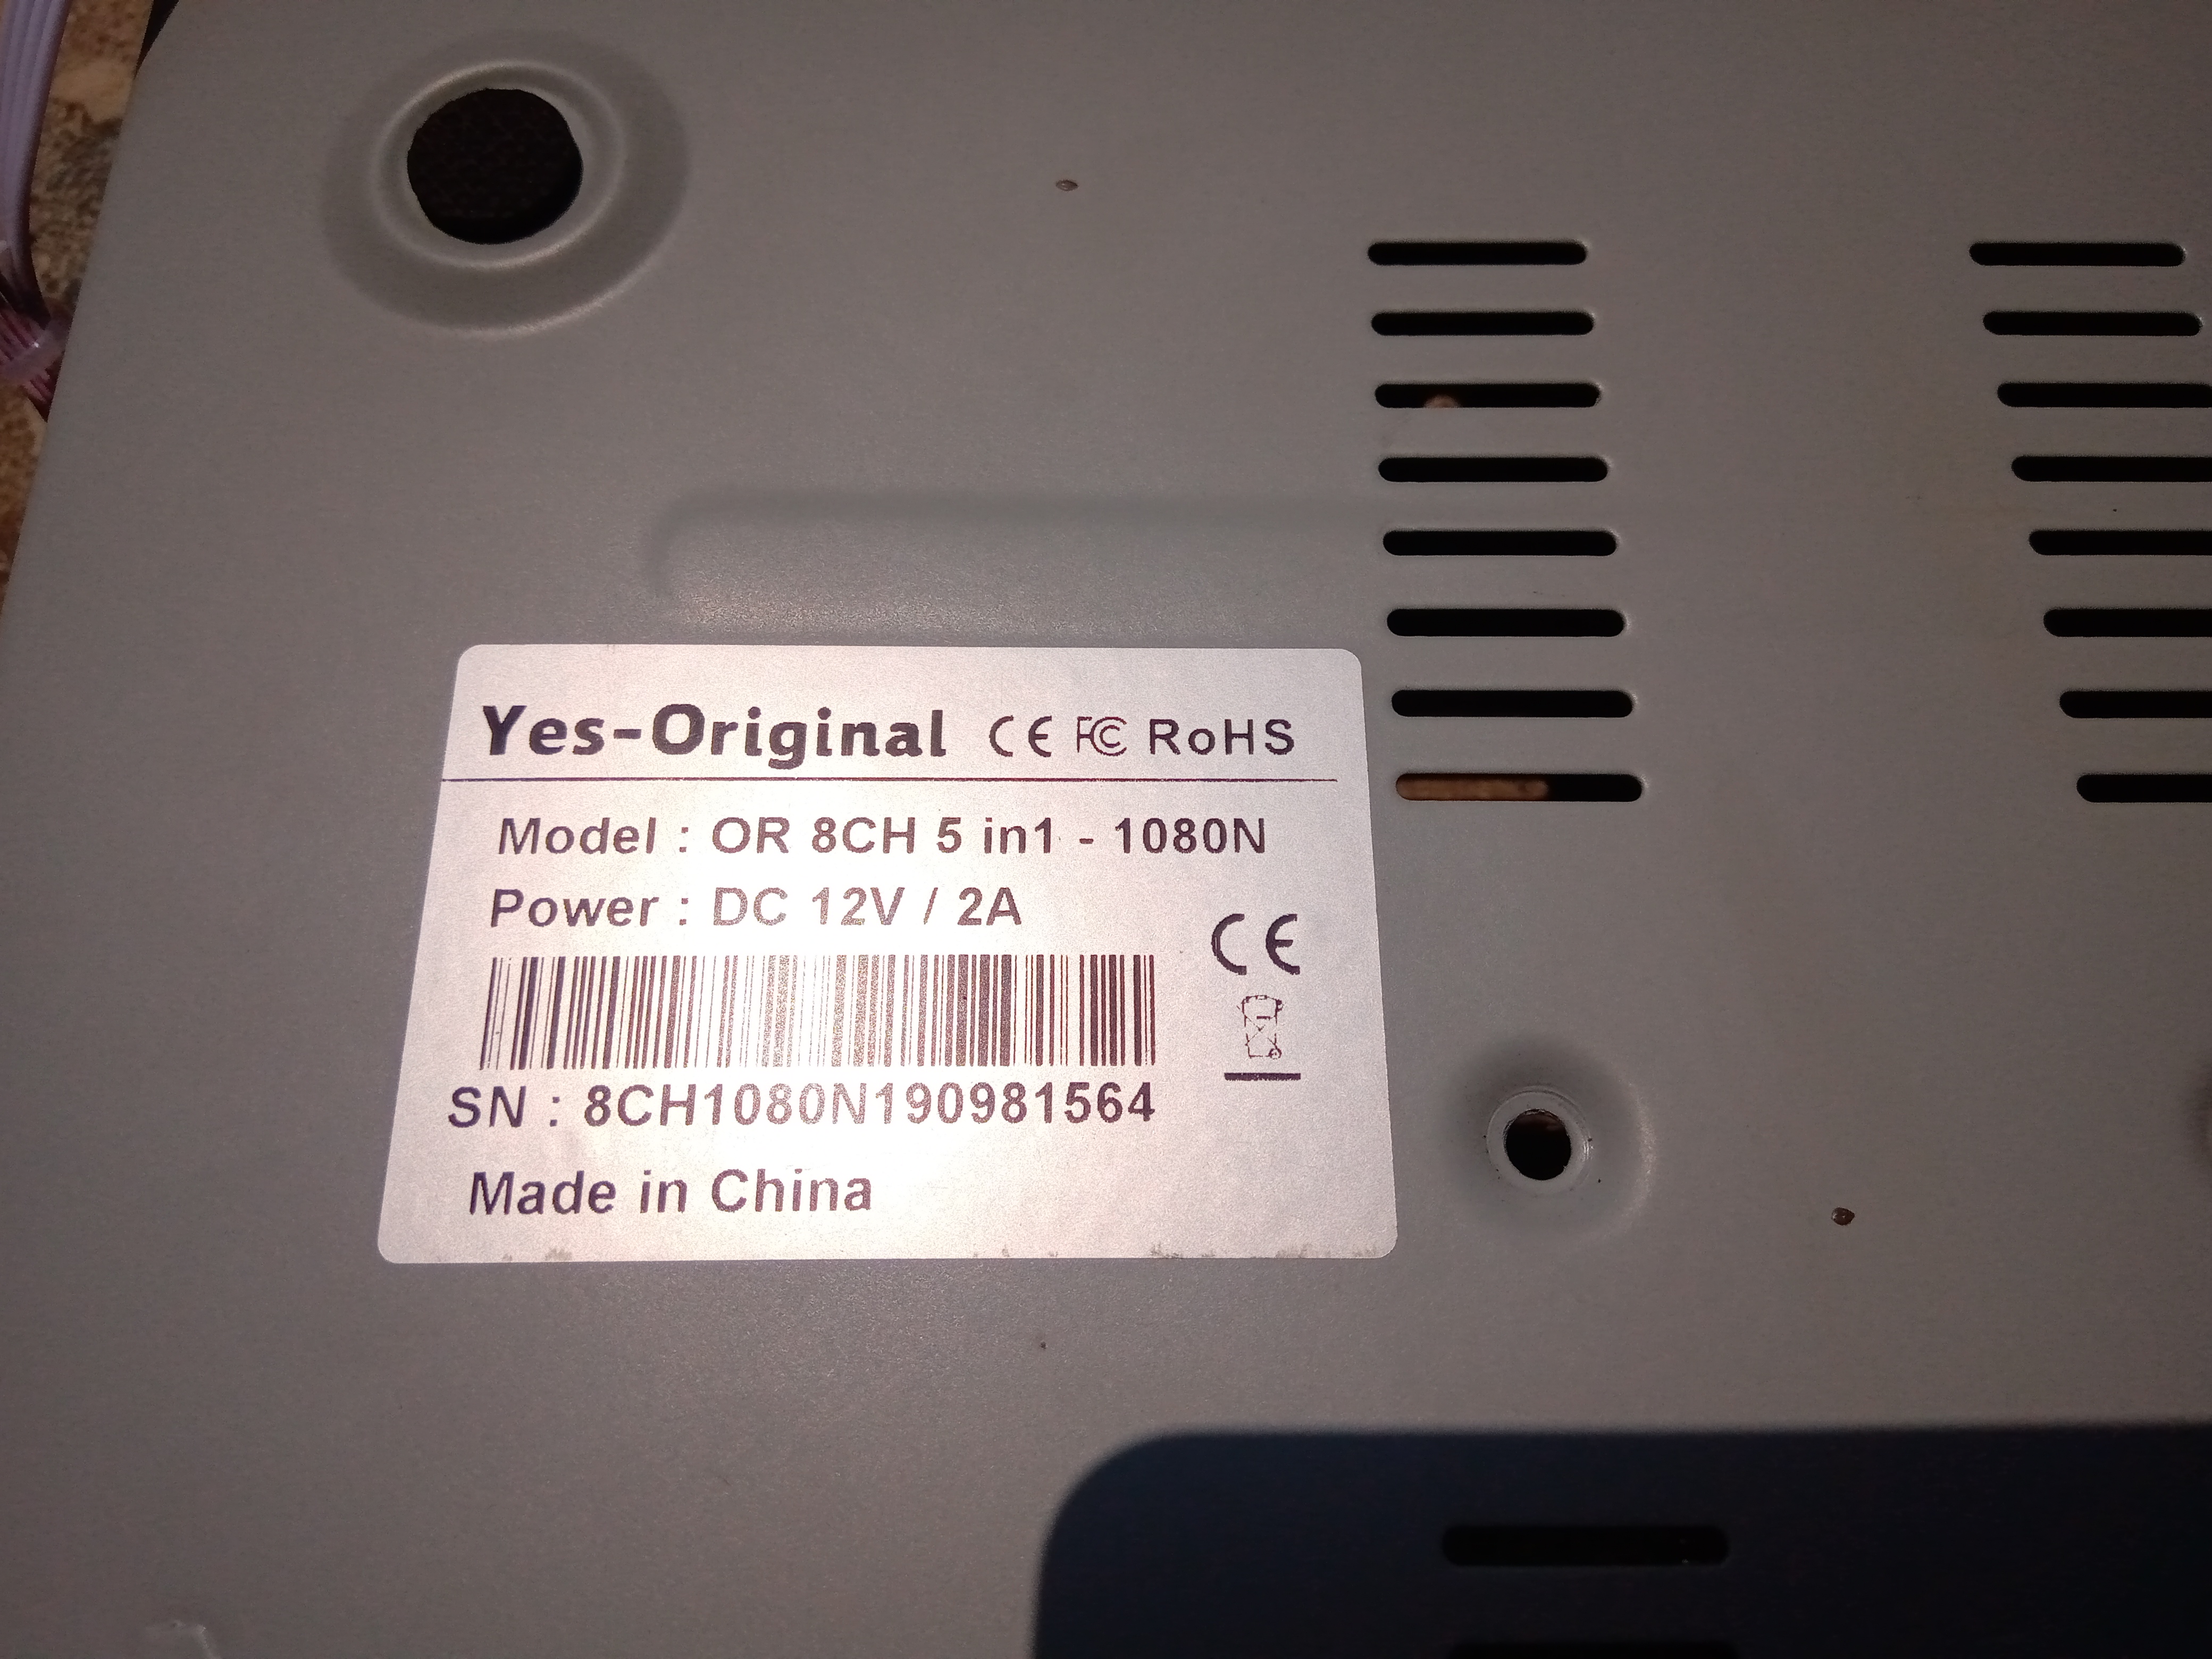 Yes-Original CE FC RoHS
Model : OR 8CH 5 in1 - 1080N
Power : DC 12V / 2A
CE
SN : 8CH1080N190981564
Made in China